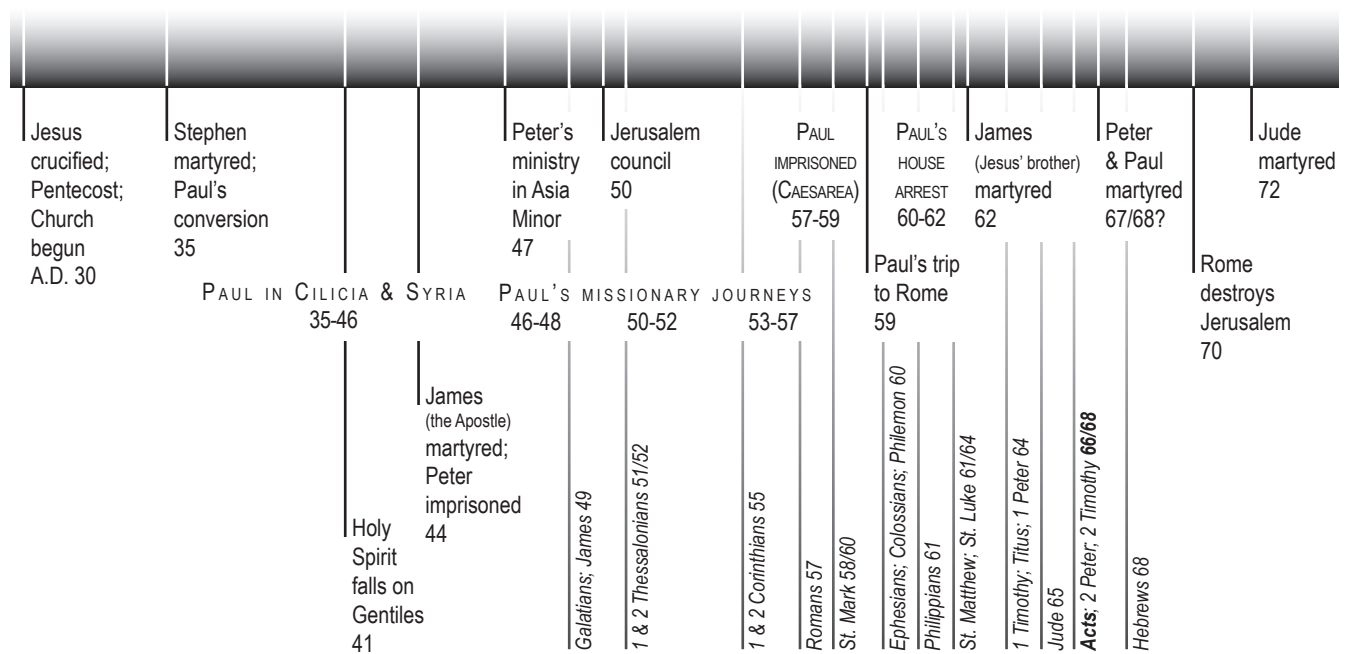 Jesus
crucified;
Pentecost;
Church
begun
A.D. 30
Stephen
martyred;
Paul's
conversion
35
Peter's
ministry
in Asia
Minor
47
Jerusalem
council
50
Paul
imprisoned
(Caesarea)
57-59
Paul's
house
arrest
60-62
James
(Jesus' brother)
martyred
62
Peter
& Paul
martyred
67/68?
Jude
martyred
72
Paul's trip
to Rome
59
Rome
destroys
Jerusalem
70
Paul in Cilicia & Syria
35-46
Paul's missionary journeys
46-48 50-52 53-57
James
(the Apostle)
martyred;
Peter
imprisoned
44
Holy
Spirit
falls on
Gentiles
41
Galatians; James 49
1 & 2 Thessalonians 51/52
1 & 2 Corinthians 55
Romans 57
St. Mark 58/60
Ephesians; Colossians; Philemon 60
Philippians 61
St. Matthew; St. Luke 61/64
1 Timothy; Titus; 1 Peter 64
Jude 65
Acts; 2 Peter; 2 Timothy 66/68
Hebrews 68